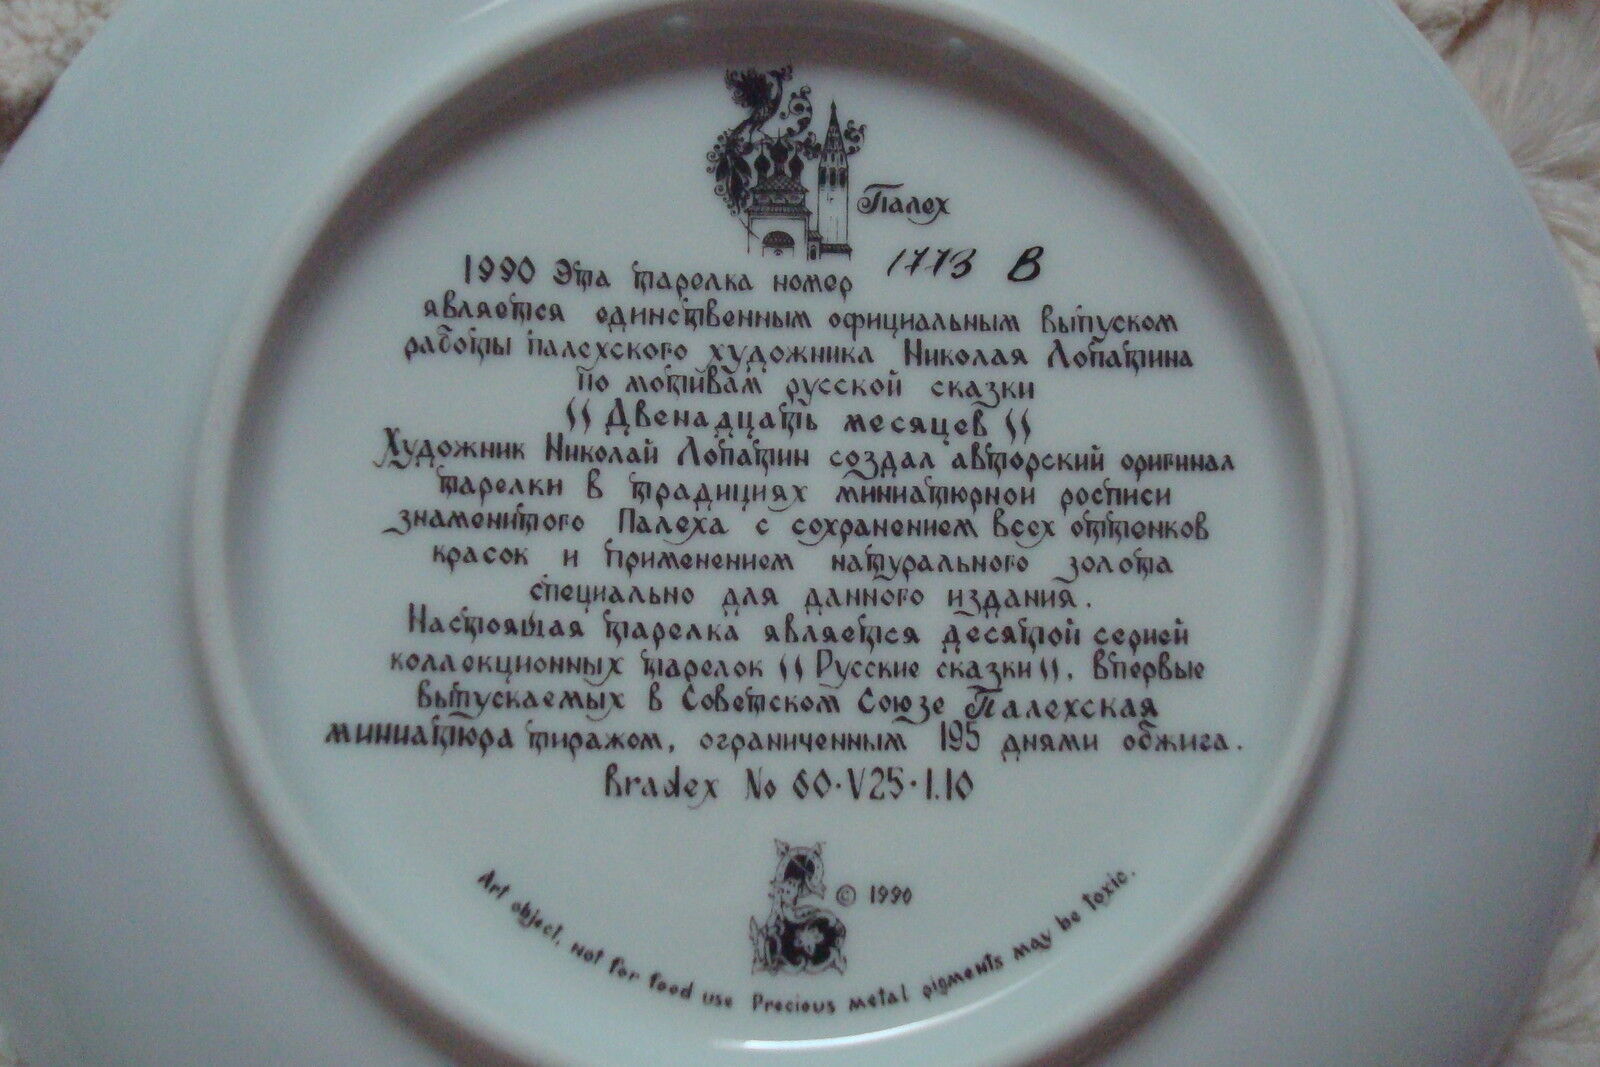 Палех
1990 Эта тарелка номер 1773 В
является единственным официальным выпуском
работы палехского художника Николая Лопатина
по мотивам русской сказки
"Двенадцать месяцев"
Художник Николай Лопатин создал авторский оригинал
тарелки в традициях миниатюрной росписи
знаменитого Палеха с сохранением всех оттенков
красок и применением натурального золота
специально для данного издания.
Настоящая тарелка является десятой серией
коллекционных тарелок "Русские сказки", впервые
выпускаемых в Советском Союзе Палехская
миниатюра тиражом, ограниченным 195 днями обжига.
Bradex No 60·V25·1.10
© 1990
Art object, not for food use Precious metal pigments may be toxic.